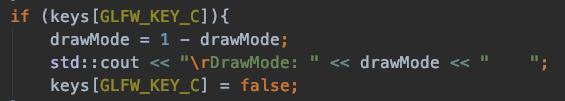 if (keys[GLFW_KEY_C]){
    drawMode = 1 - drawMode;
    std::cout << "\rDrawMode: " << drawMode << "    ";
    keys[GLFW_KEY_C] = false;